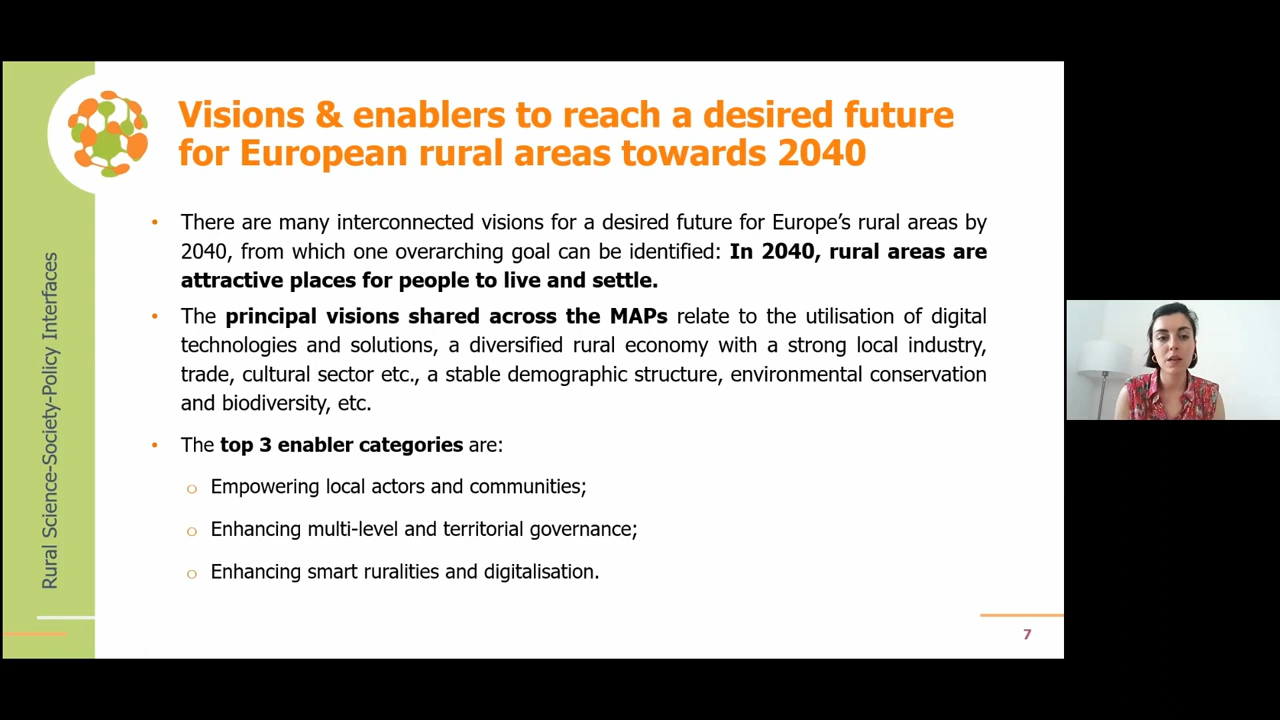 Visions & enablers to reach a desired future
for European rural areas towards 2040
• There are many interconnected visions for a desired future for Europe’s rural areas by
2040, from which one overarching goal can be identified: In 2040, rural areas are
attractive places for people to live and settle.
• The principal visions shared across the MAPs relate to the utilisation of digital
technologies and solutions, a diversified rural economy with a strong local industry,
trade, cultural sector etc., a stable demographic structure, environmental conservation
and biodiversity, etc.
• The top 3 enabler categories are:
o Empowering local actors and communities;
o Enhancing multi-level and territorial governance;
o Enhancing smart ruralities and digitalisation.
Rural Science-Society-Policy Interfaces
7